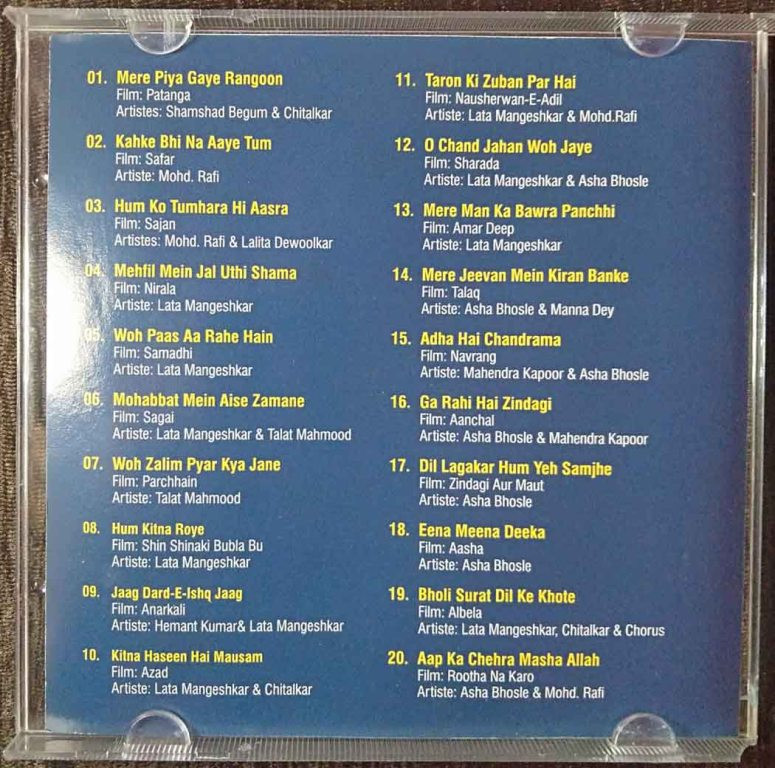 01. Mere Piya Gaye Rangoon
Film: Patanga
Artistes: Shamshad Begum & Chitalkar
02. Kahke Bhi Na Aaye Tum
Film: Safar
Artiste: Mohd. Rafi
03. Hum Ko Tumhara Hi Aasra
Film: Sajan
Artistes: Mohd. Rafi & Lalita Dewoolkar
04. Mehfil Mein Jal Uthi Shama
Film: Nirala
Artiste: Lata Mangeshkar
05. Woh Paas Aa Rahe Hain
Film: Samadhi
Artiste: Lata Mangeshkar
06. Mohabbat Mein Aise Zamane
Film: Sagai
Artiste: Lata Mangeshkar & Talat Mahmood
07. Woh Zalim Pyar Kya Jane
Film: Parchhain
Artiste: Talat Mahmood
08. Hum Kitna Roye
Film: Shin Shinaki Bubla Bu
Artiste: Lata Mangeshkar
09. Jaag Dard-E-Ishq Jaag
Film: Anarkali
Artiste: Hemant Kumar& Lata Mangeshkar
10. Kitna Haseen Hai Mausam
Film: Azad
Artiste: Lata Mangeshkar & Chitalkar
11. Taron Ki Zuban Par Hai
Film: Nausherwan-E-Adil
Artiste: Lata Mangeshkar & Mohd.Rafi
12. O Chand Jahan Woh Jaye
Film: Sharada
Artiste: Lata Mangeshkar & Asha Bhosle
13. Mere Man Ka Bawra Panchhi
Film: Amar Deep
Artiste: Lata Mangeshkar
14. Mere Jeevan Mein Kiran Banke
Film: Talaq
Artiste: Asha Bhosle & Manna Dey
15. Adha Hai Chandrama
Film: Navrang
Artiste: Mahendra Kapoor & Asha Bhosle
16. Ga Rahi Hai Zindagi
Film: Aanchal
Artiste: Asha Bhosle & Mahendra Kapoor
17. Dil Lagakar Hum Yeh Samjhe
Film: Zindagi Aur Maut
Artiste: Asha Bhosle
18. Eena Meena Deeka
Film: Aasha
Artiste: Asha Bhosle
19. Bholi Surat Dil Ke Khote
Film: Albela
Artiste: Lata Mangeshkar, Chitalkar & Chorus
20. Aap Ka Chehra Masha Allah
Film: Rootha Na Karo
Artiste: Asha Bhosle & Mohd. Rafi